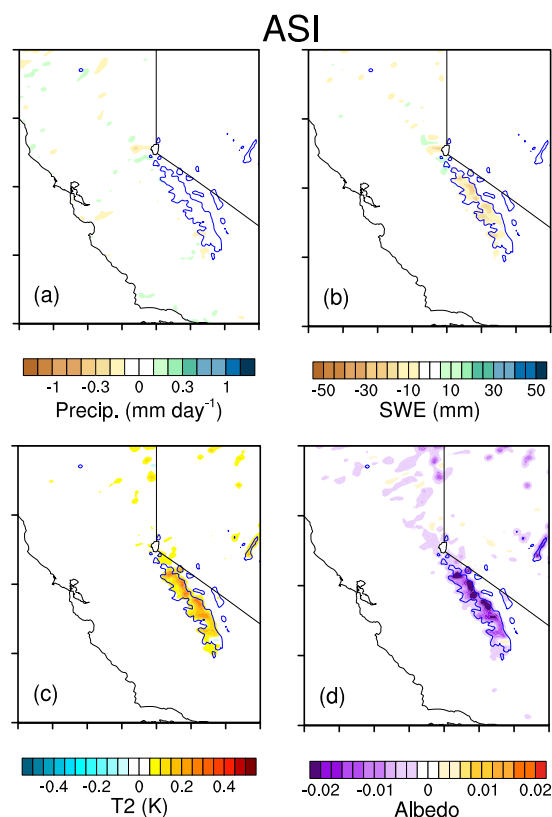 ASI
(a)
(b)
-1 -0.3 0 0.3 1
Precip. (mm day⁻¹)
-50 -30 -10 10 30 50
SWE (mm)
(c)
(d)
-0.4 -0.2 0 0.2 0.4
T2 (K)
-0.02 -0.01 0 0.01 0.02
Albedo